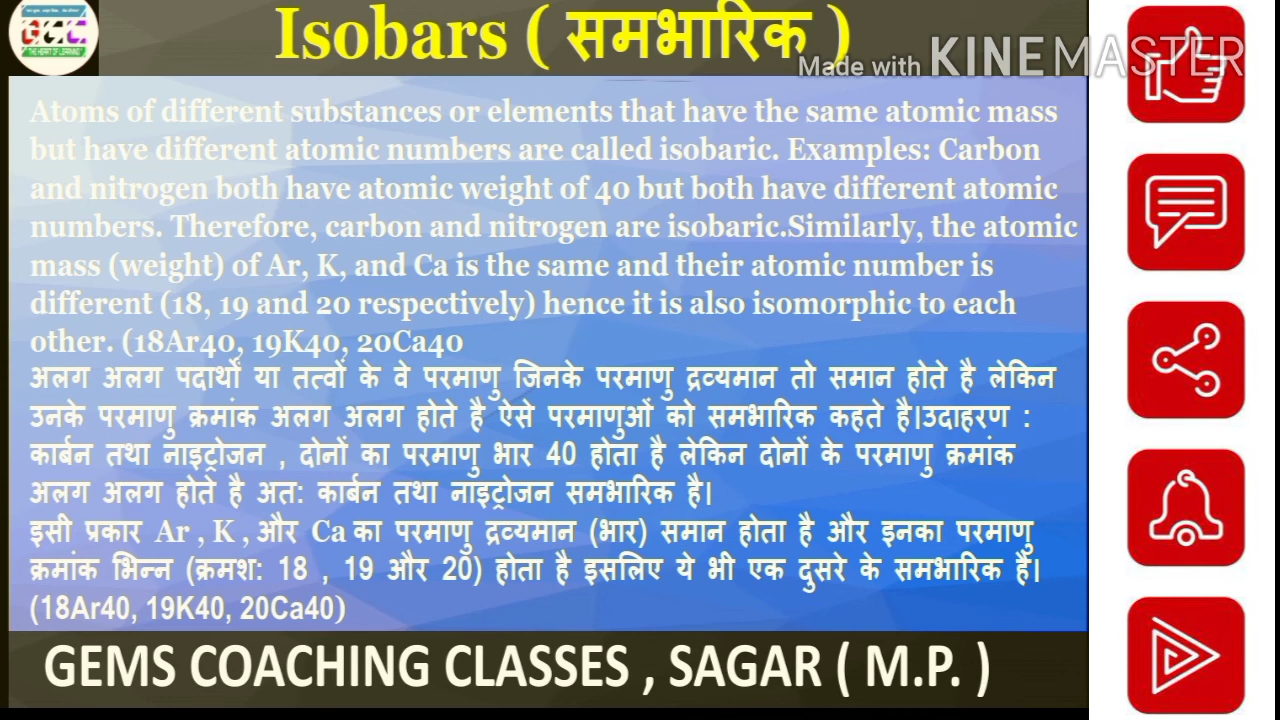 Isobars ( समभारिक )
Made with KINEMASTER
THE HEART OF LEARNING
Atoms of different substances or elements that have the same atomic mass
but have different atomic numbers are called isobaric. Examples: Carbon
and nitrogen both have atomic weight of 40 but both have different atomic
numbers. Therefore, carbon and nitrogen are isobaric.Similarly, the atomic
mass (weight) of Ar, K, and Ca is the same and their atomic number is
different (18, 19 and 20 respectively) hence it is also isomorphic to each
other. (18Ar40, 19K40, 20Ca40
अलग अलग पदार्थों या तत्वों के वे परमाणु जिनके परमाणु द्रव्यमान तो समान होते है लेकिन
उनके परमाणु क्रमांक अलग अलग होते है ऐसे परमाणुओं को समभारिक कहते है।उदाहरण :
कार्बन तथा नाइट्रोजन , दोनों का परमाणु भार 40 होता है लेकिन दोनों के परमाणु क्रमांक
अलग अलग होते है अत: कार्बन तथा नाइट्रोजन समभारिक है।
इसी प्रकार Ar , K , और Ca का परमाणु द्रव्यमान (भार) समान होता है और इनका परमाणु
क्रमांक भिन्न (क्रमश: 18 , 19 और 20) होता है इसलिए ये भी एक दुसरे के समभारिक है।
(18Ar40, 19K40, 20Ca40)
GEMS COACHING CLASSES , SAGAR ( M.P. )